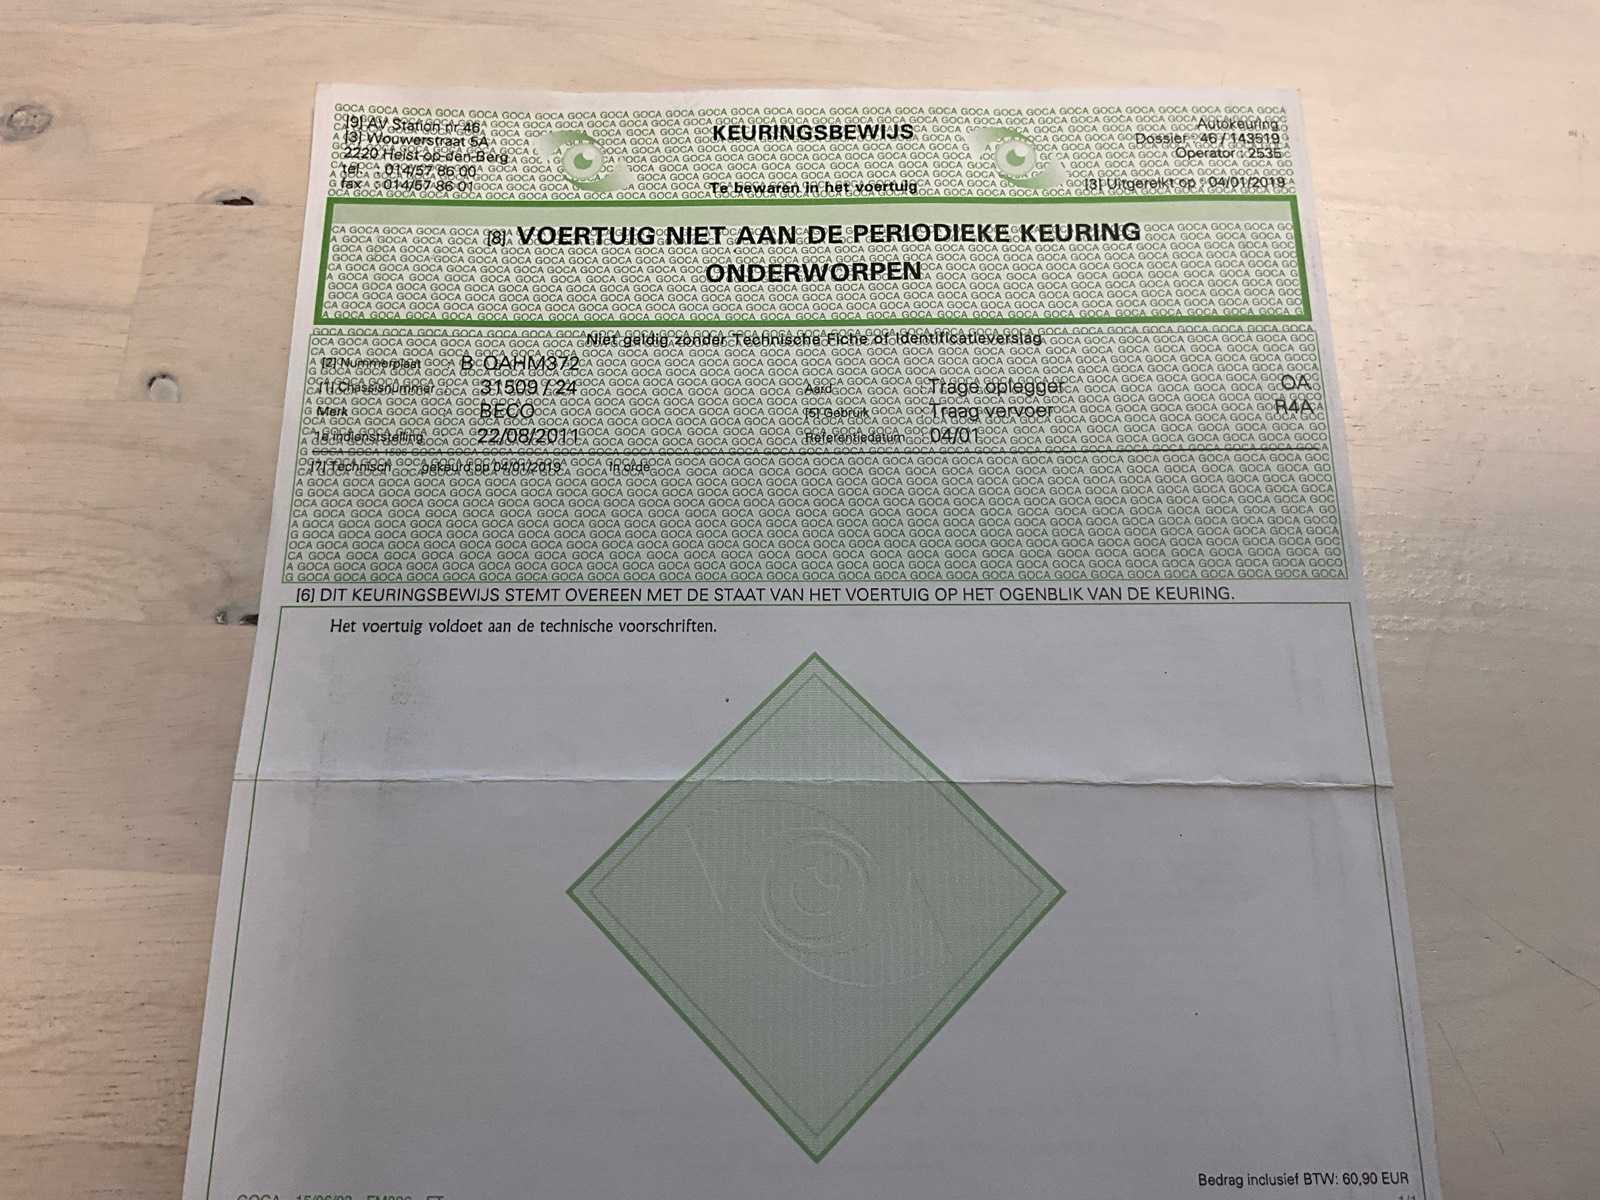 [9] AV Station nr 46
[3] Wouwerstraat 5A
2220 Heist-op-den-Berg
tel. : 014/57 86 00
fax : 014/57 86 01
KEURINGSBEWIJS
Te bewaren in het voertuig
Autokeuring
Dossier : 46 / 143519
Operator : 2535
[3] Uitgereikt op : 04/01/2019
[8] VOERTUIG NIET AAN DE PERIODIEKE KEURING
ONDERWORPEN
Niet geldig zonder Technische Fiche of Identificatieverslag
[2] Nummerplaat B QAHM372
[1] Chassisnummer 31509 / 24
Aard Trage oplegger OA
Merk : BECO
[5] Gebruik Traag vervoer R4A
1e indienststelling 22/08/2011
Referentiedatum 04/01
[7] Technisch gekeurd op 04/01/2019 In orde
[6] DIT KEURINGSBEWIJS STEMT OVEREEN MET DE STAAT VAN HET VOERTUIG OP HET OGENBLIK VAN DE KEURING.
Het voertuig voldoet aan de technische voorschriften.
Bedrag inclusief BTW: 60,90 EUR